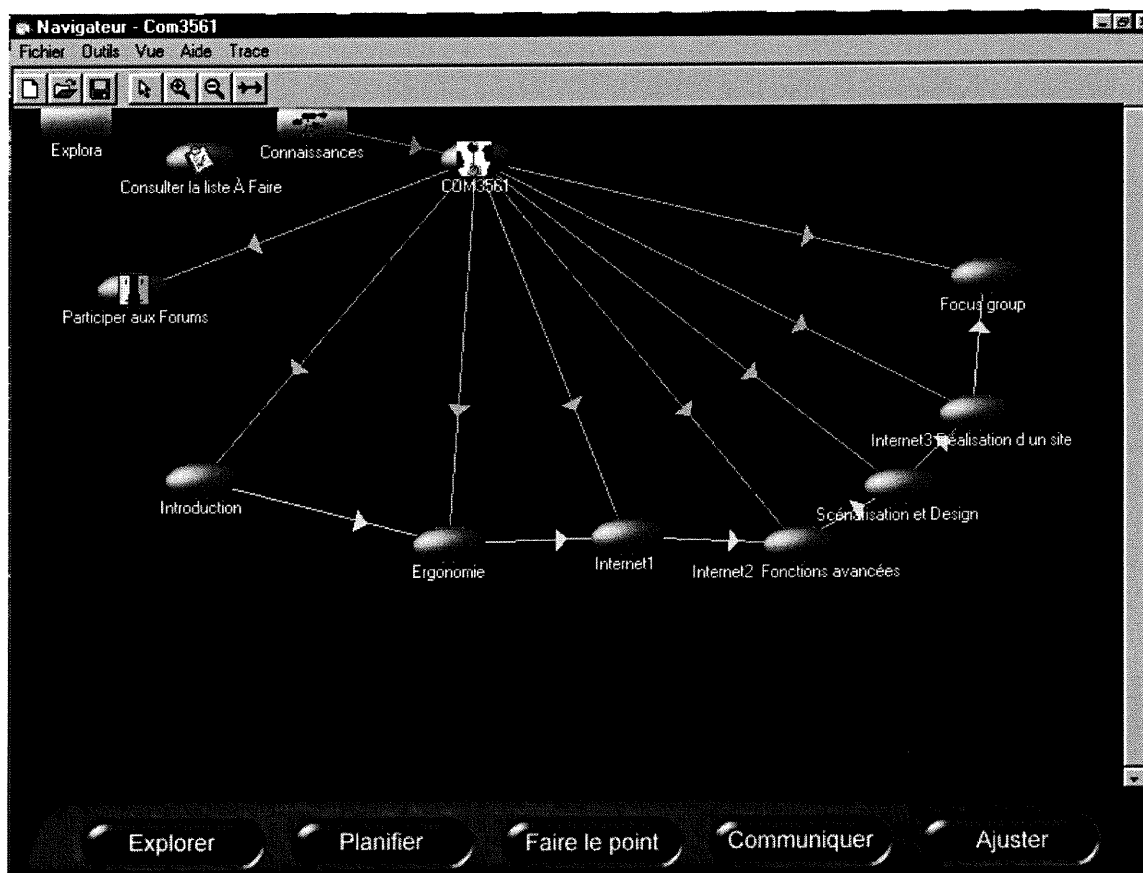 Navigateur - Com3561
Fichier Outils Vue Aide Trace
Explora
Connaissances
Consulter la liste À Faire
COM3561
Participer aux Forums
Focus group
Internet3 Réalisation d un site
Introduction
Scénarisation et Design
Ergonomie
Internet1
Internet2 Fonctions avancées
Explorer
Planifier
Faire le point
Communiquer
Ajuster